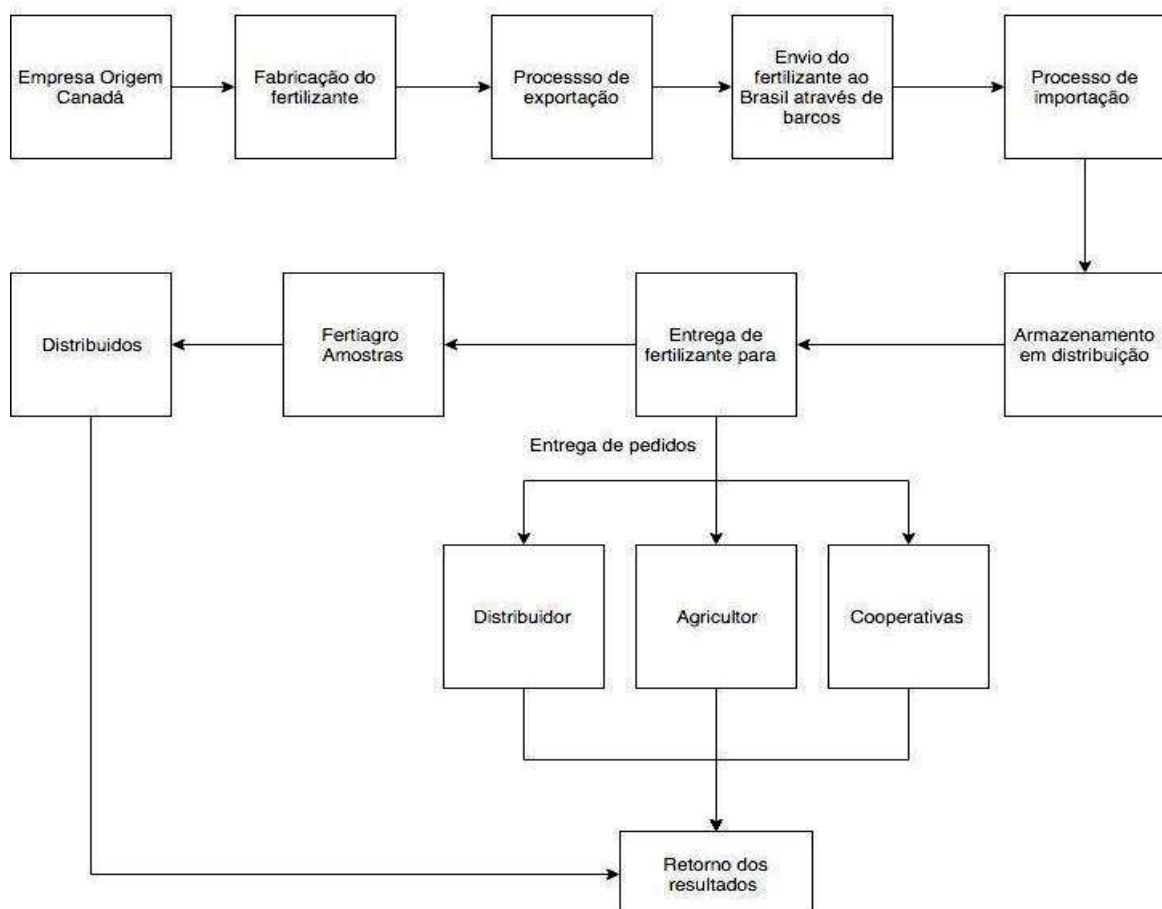 Empresa Origem
Canadá
Fabricação do
fertilizante
Processso de
exportação
Envio do
fertilizante ao
Brasil através de
barcos
Processo de
importação
Distribuidos
Fertiagro
Amostras
Entrega de
fertilizante para
Armazenamento
em distribuição
Entrega de pedidos
Distribuidor
Agricultor
Cooperativas
Retorno dos
resultados